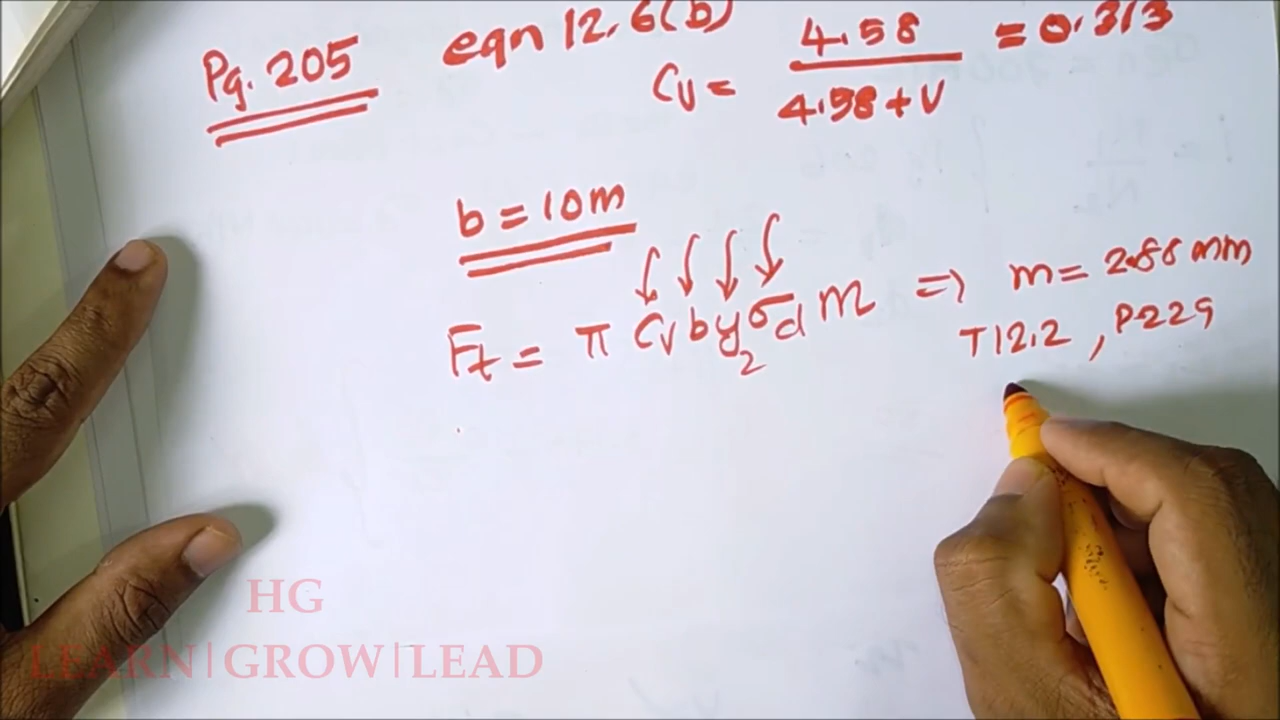 Pg. 205 eqn 12.6(b) Cv = 4.58 / 4.58 + V = 0.313
b = 10m
Ft = π Cv b y2 σd m ⇒ m = 2.88 mm
T12.2 , P229
HG
LEARN|GROW|LEAD